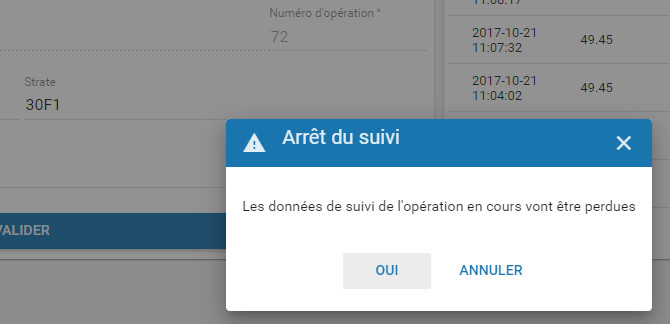 Numéro d'opération *
72
11:08:17
2017-10-21
11:07:32
49.45
2017-10-21
11:04:02
49.45
Strate
30F1
Arrêt du suivi
Les données de suivi de l'opération en cours vont être perdues
OUI
ANNULER
VALIDER